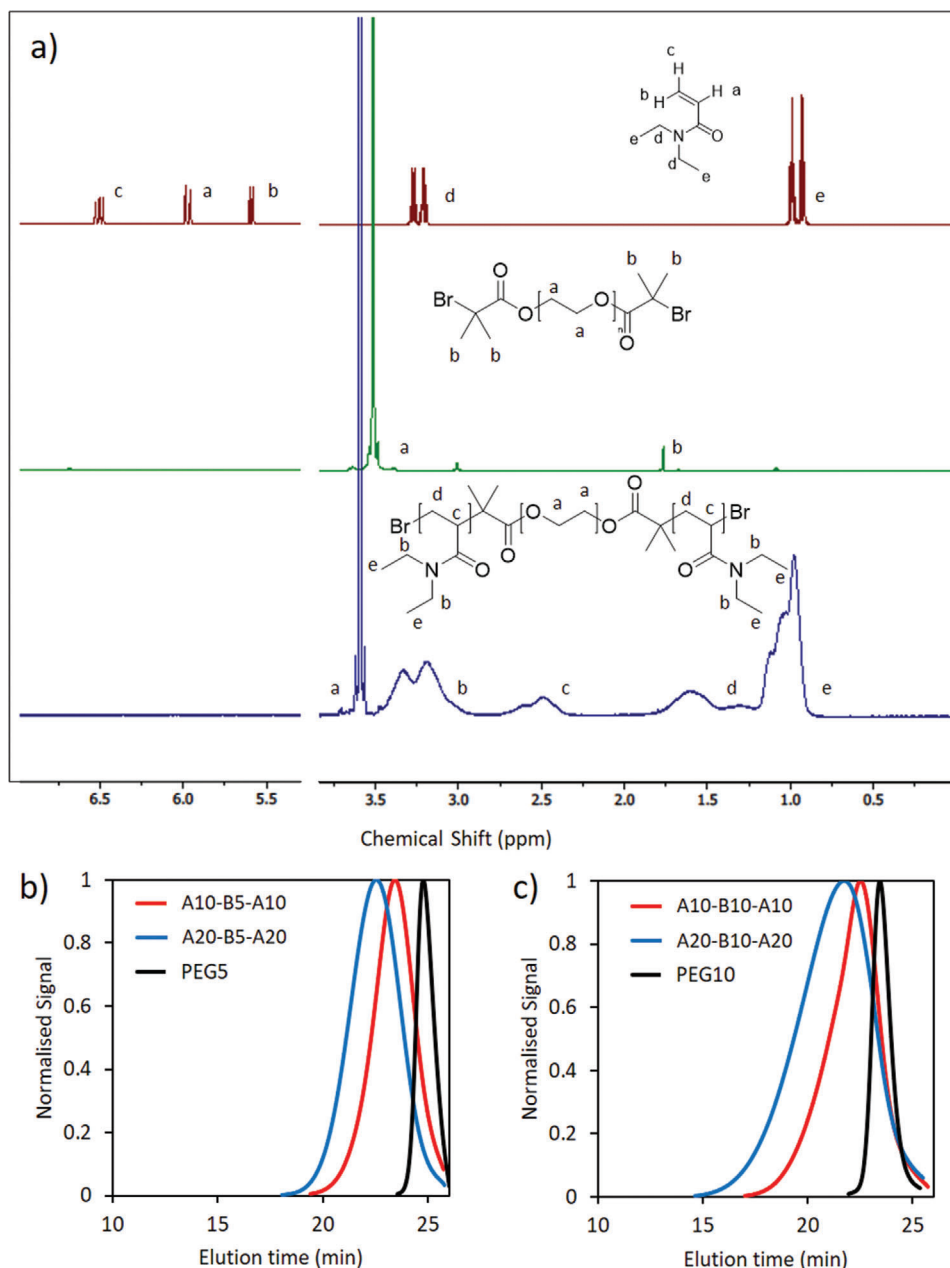 a)
c
H
b
H
H
a
e
N
O
d
d
e
c
a
b
d
e
b
b
O
Br
O
a
O
Br
a
n
O
b
b
a
b
d
a
O
d
Br
c
O
a
O
c
Br
b
O
O
b
e
N
O
O
N
e
b
b
e
e
a
b
c
d
e
6.5 6.0 5.5 3.5 3.0 2.5 2.0 1.5 1.0 0.5
Chemical Shift (ppm)
b)
1
0.8
0.6
0.4
0.2
0
Normalised Signal
A10-B5-A10
A20-B5-A20
PEG5
10 15 20 25
Elution time (min)
c)
1
0.8
0.6
0.4
0.2
0
Normalised Signal
A10-B10-A10
A20-B10-A20
PEG10
10 15 20 25
Elution time (min)